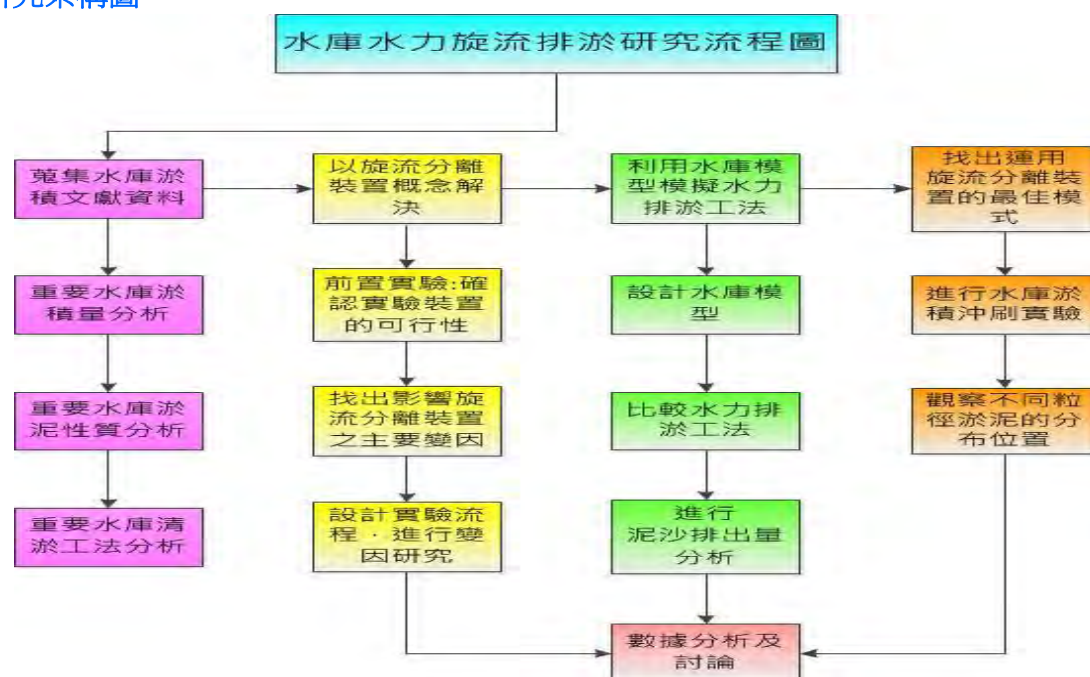 研究架構圖
水庫水力旋流排淤研究流程圖
蒐集水庫淤
積文獻資料
重要水庫淤
積量分析
重要水庫淤
泥性質分析
重要水庫清
淤工法分析
以旋流分離
裝置概念解
決
前置實驗:確
認實驗裝置
的可行性
找出影響旋
流分離裝置
之主要變因
設計實驗流
程,進行變
因研究
利用水庫模
型模擬水力
排淤工法
設計水庫模
型
比較水力排
淤工法
進行
泥沙排出量
分析
找出運用
旋流分離裝
置的最佳模
式
進行水庫淤
積沖刷實驗
觀察不同粒
徑淤泥的分
布位置
數據分析及
討論